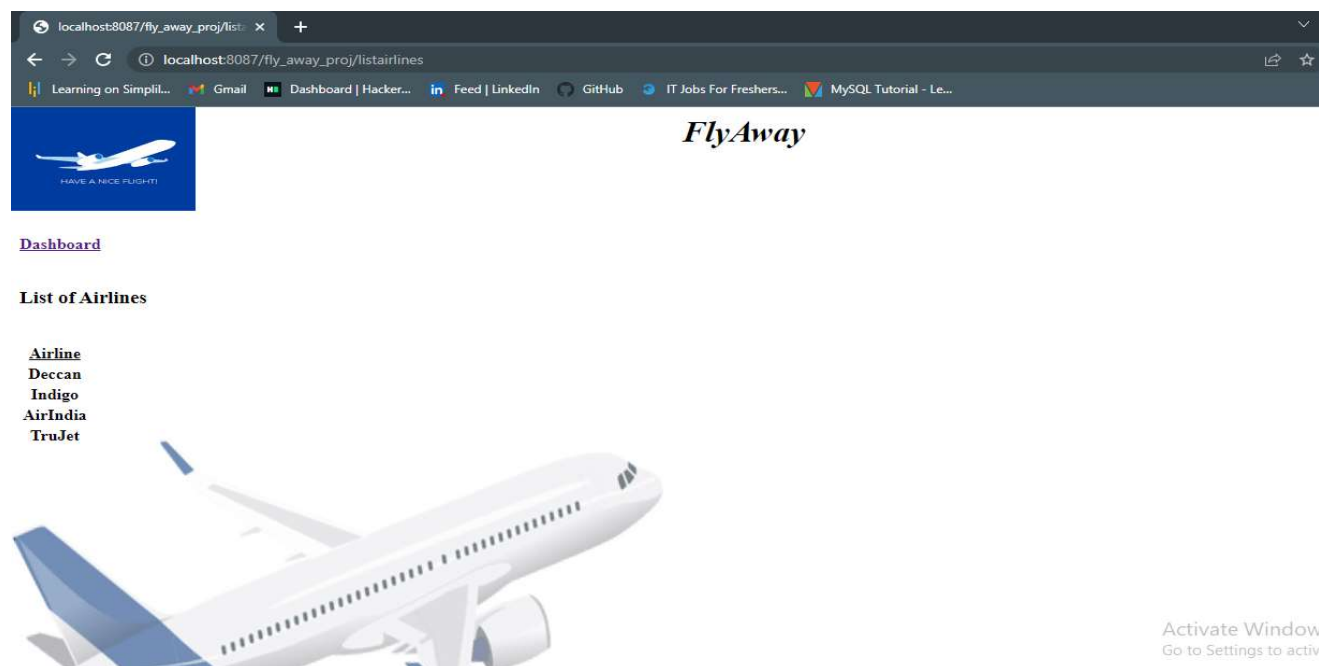 localhost:8087/fly_away_proj/list
localhost:8087/fly_away_proj/listairlines
Learning on Simplil... Gmail Dashboard | Hacker... Feed | LinkedIn GitHub IT Jobs For Freshers... MySQL Tutorial - Le...
FlyAway
HAVE A NICE FLIGHT!
Dashboard
List of Airlines
Airline
Deccan
Indigo
AirIndia
TruJet
Activate Window
Go to Settings to activ